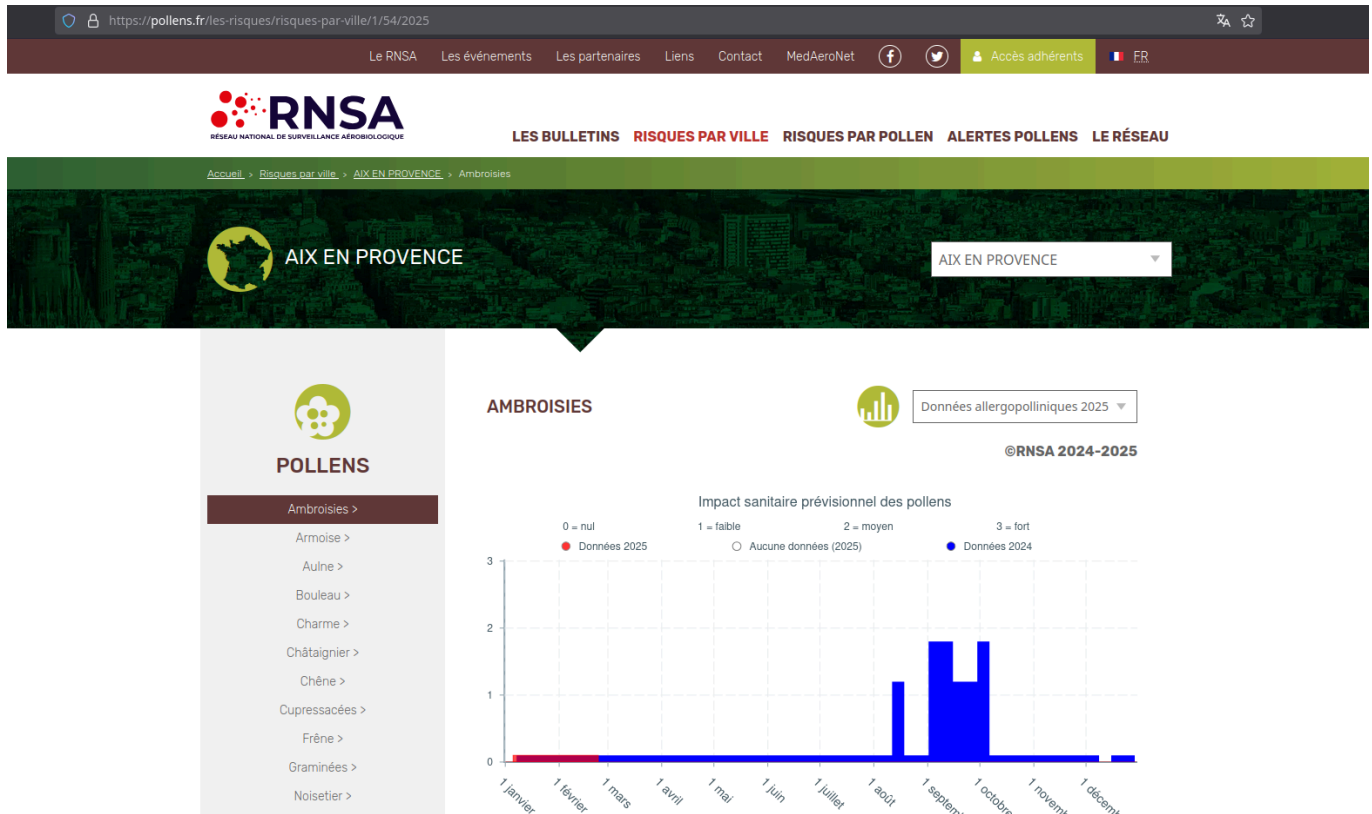 https://pollens.fr/les-risques/risques-par-ville/1/54/2025
Le RNSA Les événements Les partenaires Liens Contact MedAeroNet Accès adhérents FR
RNSA
RÉSEAU NATIONAL DE SURVEILLANCE AÉROBIOLOGIQUE
LES BULLETINS RISQUES PAR VILLE RISQUES PAR POLLEN ALERTES POLLENS LE RÉSEAU
Accueil > Risques par ville > AIX EN PROVENCE > Ambroisies
AIX EN PROVENCE
AIX EN PROVENCE
POLLENS
Ambroisies >
Armoise >
Aulne >
Bouleau >
Charme >
Châtaignier >
Chêne >
Cupressacées >
Frêne >
Graminées >
Noisetier >
AMBROISIES
Données allergopolliniques 2025
©RNSA 2024-2025
Impact sanitaire prévisionnel des pollens
0 = nul 1 = faible 2 = moyen 3 = fort
Données 2025 Aucune données (2025) Données 2024
3
2
1
0
1 janvier 1 février 1 mars 1 avril 1 mai 1 juin 1 juillet 1 août 1 septem 1 octobre 1 novem 1 décem